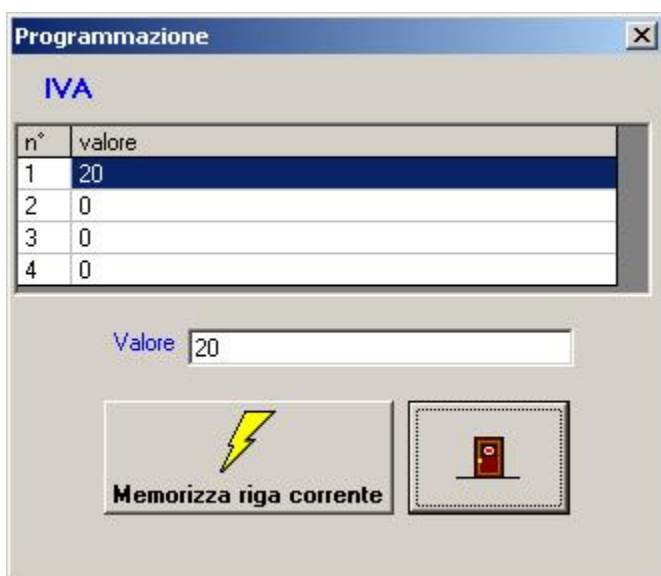 Programmazione
IVA
n° valore
1 20
2 0
3 0
4 0
Valore 20
Memorizza riga corrente